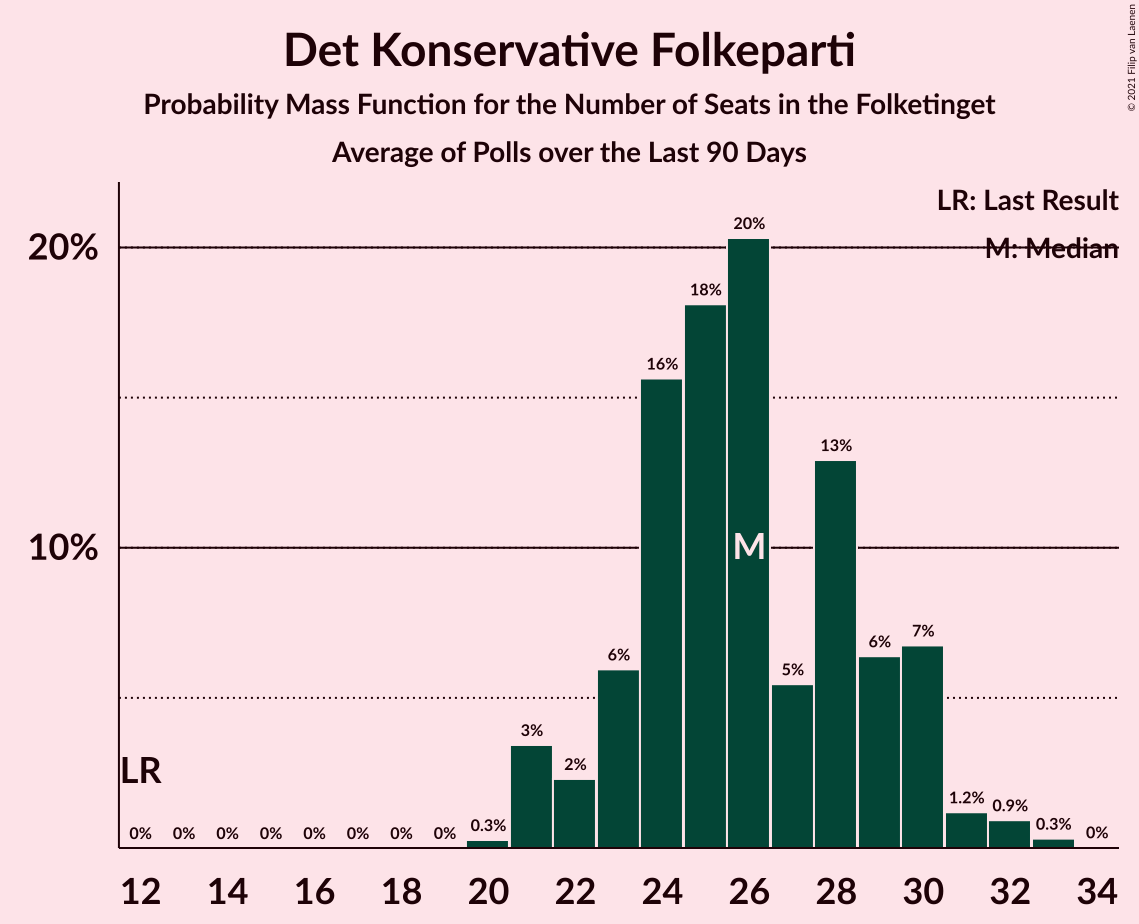 Det Konservative Folkeparti
Probability Mass Function for the Number of Seats in the Folketinget
Average of Polls over the Last 90 Days
© 2021 Filip van Laenen
LR: Last Result
M: Median
20%
10%
20%
18%
16%
13%
M
7%
6%
6%
5%
3%
2%
LR
1.2%
0.9%
0.3%
0.3%
0% 0% 0% 0% 0% 0% 0% 0% 0%
12 14 16 18 20 22 24 26 28 30 32 34